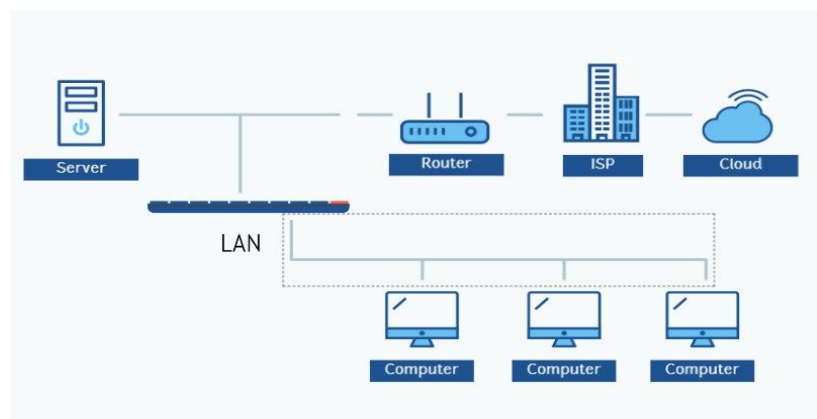 Server
Router
ISP
Cloud
LAN
Computer
Computer
Computer